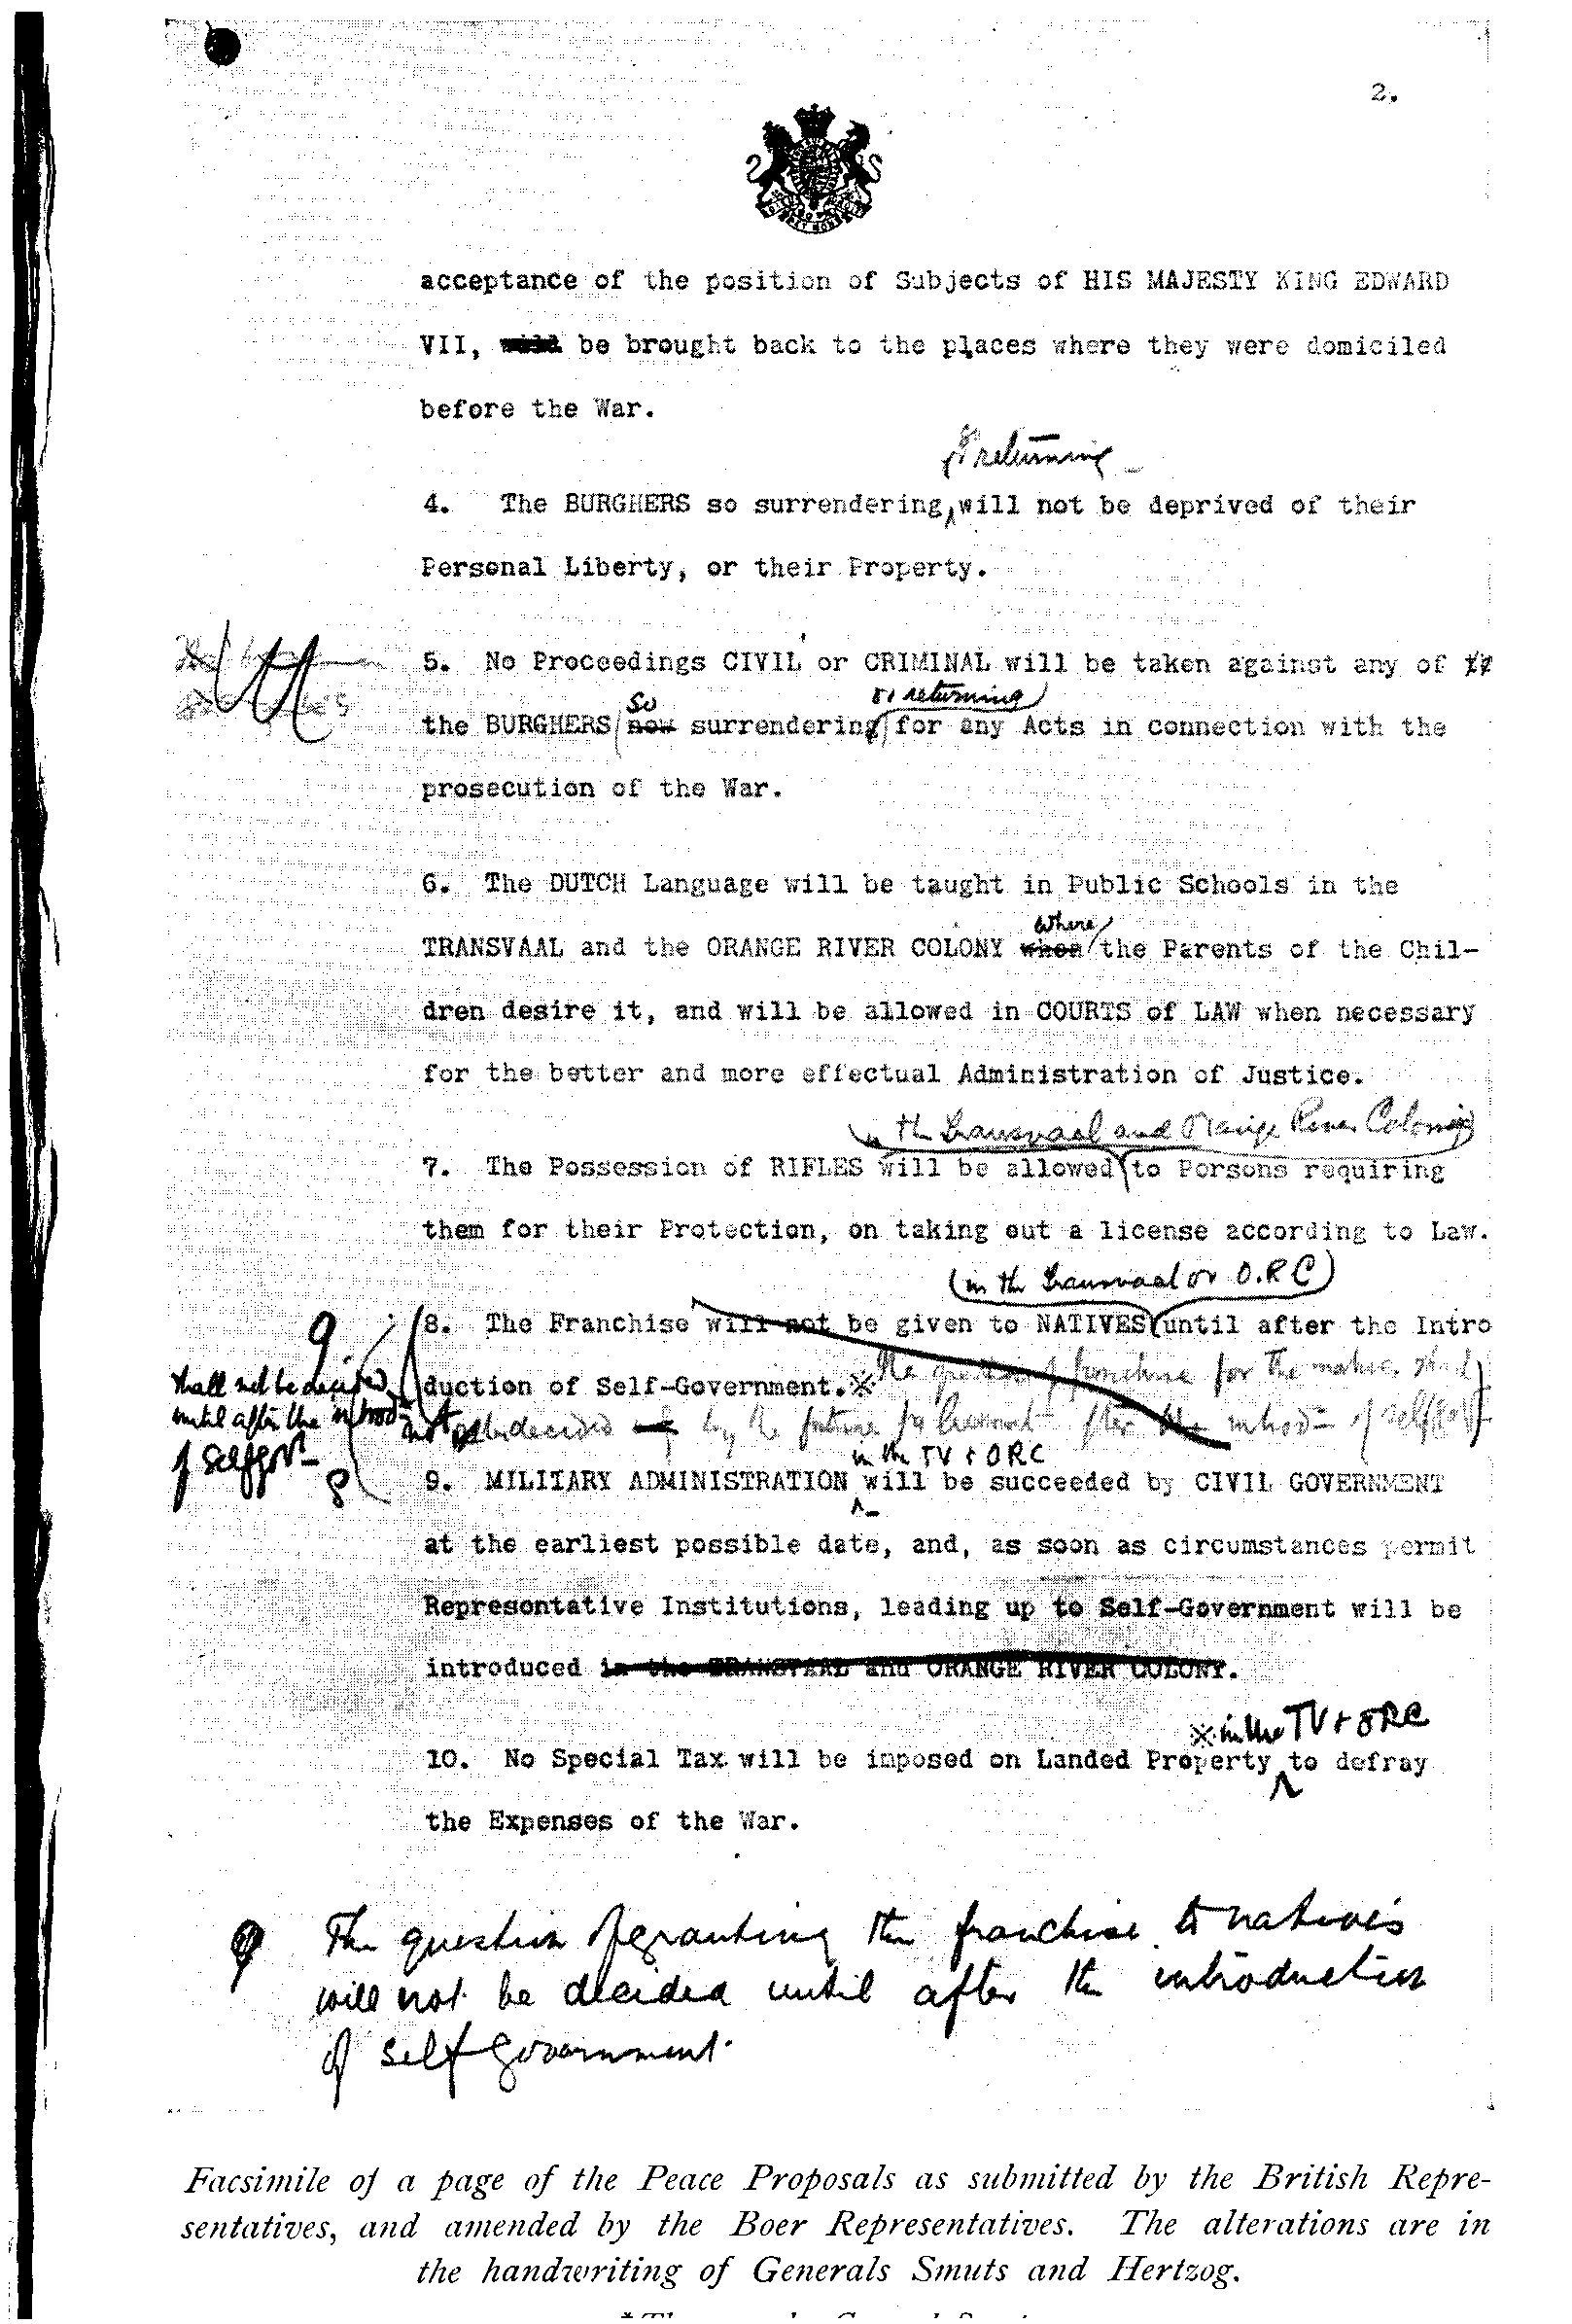 2.
acceptance of the position of Subjects of HIS MAJESTY KING EDWARD
VII, be brought back to the places where they were domiciled
before the War.
or returning
4. The BURGHERS so surrendering, will not be deprived of their
Personal Liberty, or their Property.
5. No Proceedings CIVIL or CRIMINAL will be taken against any of
so or returning
the BURGHERS now surrendering for any Acts in connection with the
prosecution of the War.
6. The DUTCH Language will be taught in Public Schools in the
where
TRANSVAAL and the ORANGE RIVER COLONY when the Parents of the Chil-
dren desire it, and will be allowed in COURTS of LAW when necessary
for the better and more effectual Administration of Justice.
in the Transvaal and Orange River Colony
7. The Possession of RIFLES will be allowed to Persons requiring
them for their Protection, on taking out a license according to Law.
(in the Transvaal or O.R C)
9 8. The Franchise will not be given to NATIVES until after the Intro
The question of franchise for the natives shall
shall not be decided
duction of Self-Government.
until after the introdn
not be decided by the future after the introdn of selfgovt
of Selfgovt
in the TV & ORC
8 9. MILITARY ADMINISTRATION will be succeeded by CIVIL GOVERNMENT
at the earliest possible date, and, as soon as circumstances permit
Representative Institutions, leading up to Self-Government will be
introduced in the TRANSVAAL and ORANGE RIVER COLONY.
in the TV & ORC
10. No Special Tax will be imposed on Landed Property to defray
the Expenses of the War.
9 The question of granting the franchise to natives
will not be decided until after the introduction
of self government.
Facsimile of a page of the Peace Proposals as submitted by the British Repre-
sentatives, and amended by the Boer Representatives. The alterations are in
the handwriting of Generals Smuts and Hertzog.